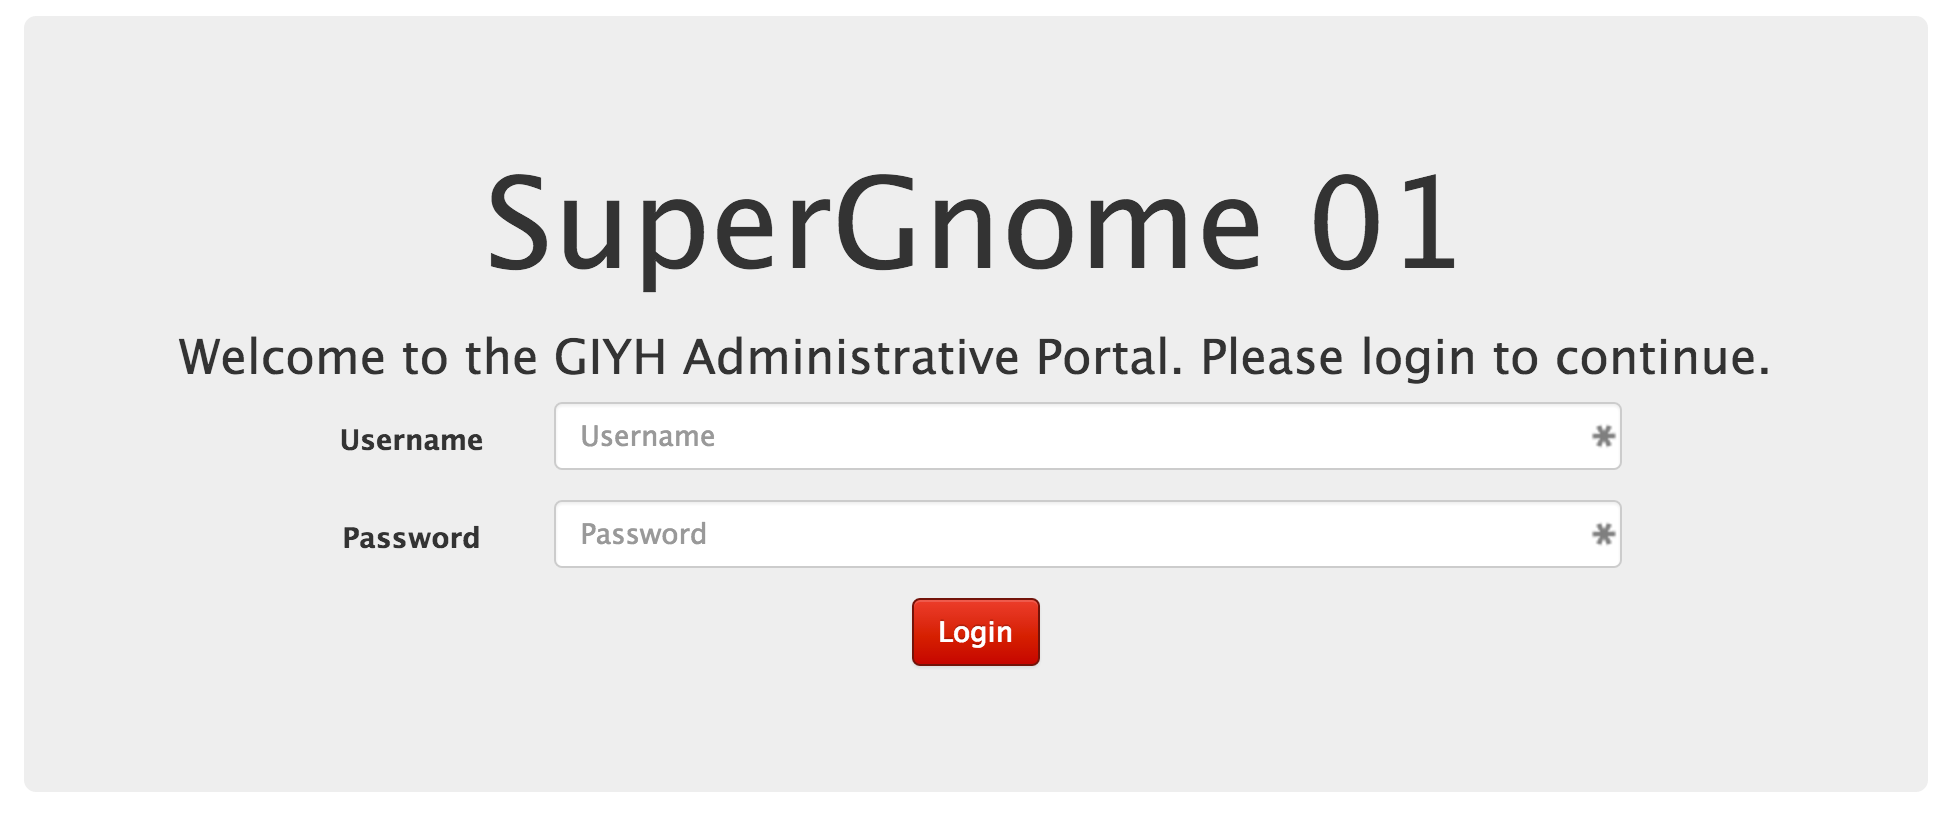 SuperGnome 01
Welcome to the GIYH Administrative Portal. Please login to continue.
Username Username
Password Password
Login